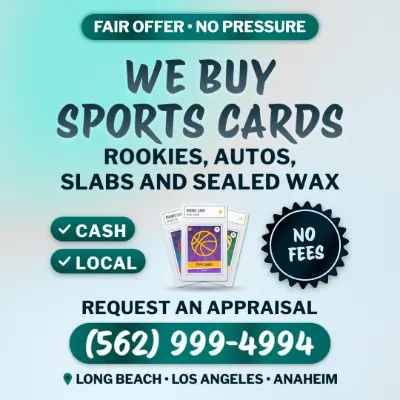 FAIR OFFER • NO PRESSURE
WE BUY
SPORTS CARDS
ROOKIES, AUTOS,
SLABS AND SEALED WAX
✓ CASH
✓ LOCAL
NO
FEES
REQUEST AN APPRAISAL
(562) 999-4994
LONG BEACH • LOS ANGELES • ANAHEIM